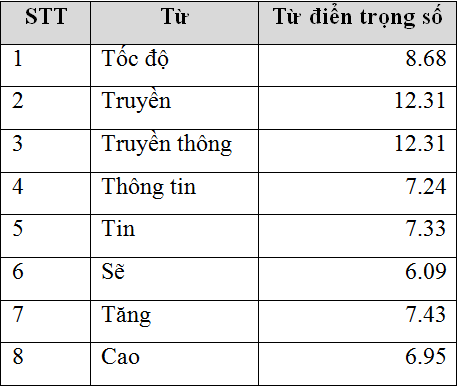 STT Từ Từ điển trọng số
1 Tốc độ 8.68
2 Truyền 12.31
3 Truyền thông 12.31
4 Thông tin 7.24
5 Tin 7.33
6 Sẽ 6.09
7 Tăng 7.43
8 Cao 6.95